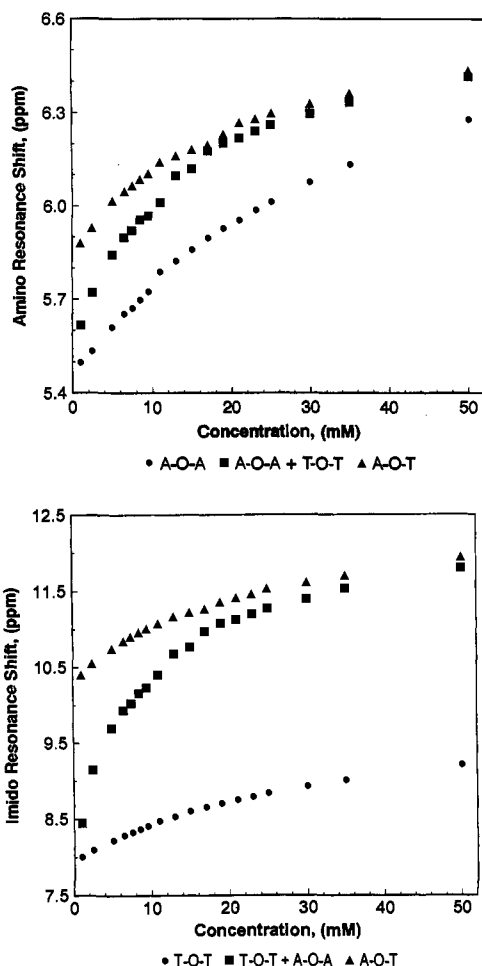 6.6
6.3
6.0
5.7
5.4
Amino Resonance Shift, (ppm)
0 10 20 30 40 50
Concentration, (mM)
● A-O-A ■ A-O-A + T-O-T ▲ A-O-T
12.5
11.5
10.5
9.5
8.5
7.5
Imido Resonance Shift, (ppm)
0 10 20 30 40 50
Concentration, (mM)
● T-O-T ■ T-O-T + A-O-A ▲ A-O-T